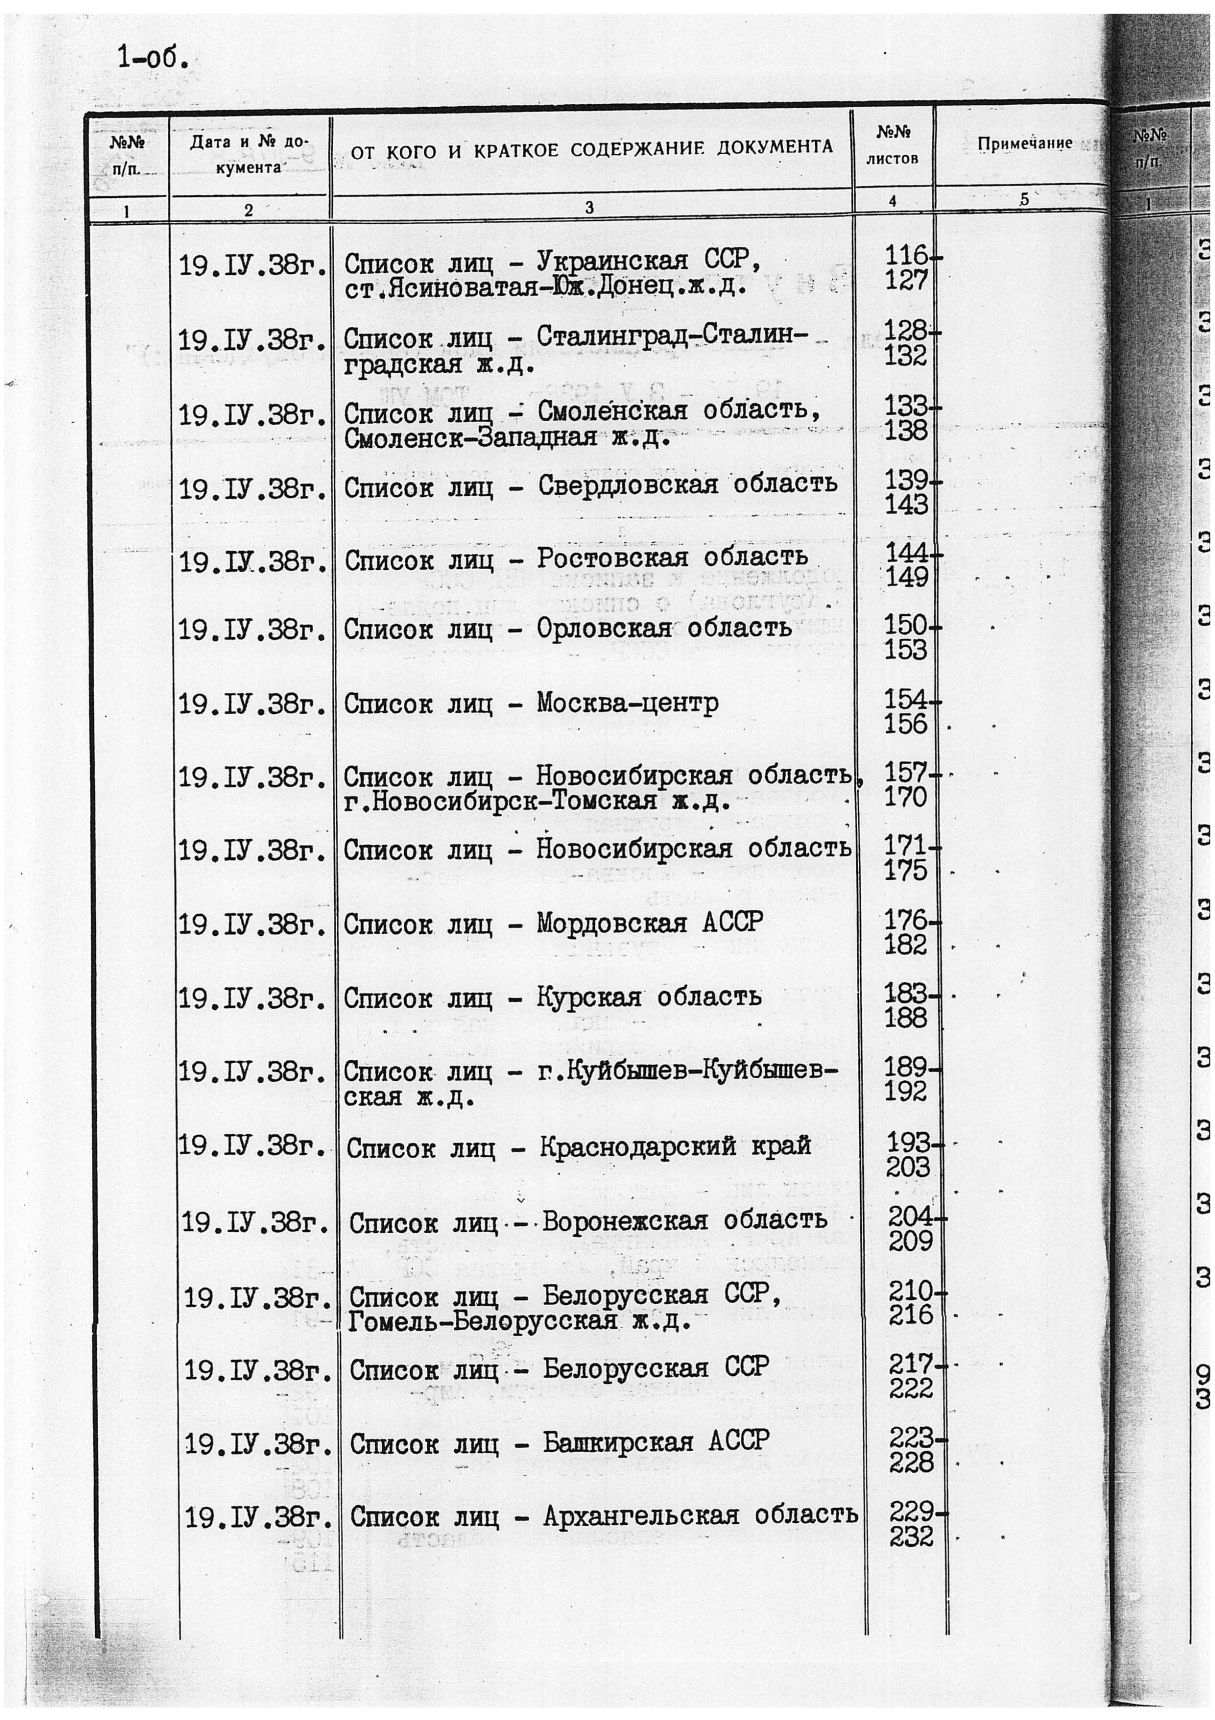 1-об.
№№ п/п.
Дата и № до-
кумента
ОТ КОГО И КРАТКОЕ СОДЕРЖАНИЕ ДОКУМЕНТА
№№ листов
Примечание
1 2 3 4 5
19.IУ.38г. Список лиц - Украинская ССР, 116-
ст.Ясиноватая-Юж.Донец.ж.д. 127
19.IУ.38г. Список лиц - Сталинград-Сталин- 128-
градская ж.д. 132
19.IУ.38г. Список лиц - Смоленская область, 133-
Смоленск-Западная ж.д. 138
19.IУ.38г. Список лиц - Свердловская область 139-
143
19.IУ.38г. Список лиц - Ростовская область 144-
149
19.IУ.38г. Список лиц - Орловская область 150-
153
19.IУ.38г. Список лиц - Москва-центр 154-
156
19.IУ.38г. Список лиц - Новосибирская область, 157-
г.Новосибирск-Томская ж.д. 170
19.IУ.38г. Список лиц - Новосибирская область 171-
175
19.IУ.38г. Список лиц - Мордовская АССР 176-
182
19.IУ.38г. Список лиц - Курская область 183-
188
19.IУ.38г. Список лиц - г.Куйбышев-Куйбышев- 189-
ская ж.д. 192
19.IУ.38г. Список лиц - Краснодарский край 193-
203
19.IУ.38г. Список лиц - Воронежская область 204-
209
19.IУ.38г. Список лиц - Белорусская ССР, 210-
Гомель-Белорусская ж.д. 216
19.IУ.38г. Список лиц - Белорусская ССР 217-
222
19.IУ.38г. Список лиц - Башкирская АССР 223-
228
19.IУ.38г. Список лиц - Архангельская область 229-
232
№№
п/п.
1